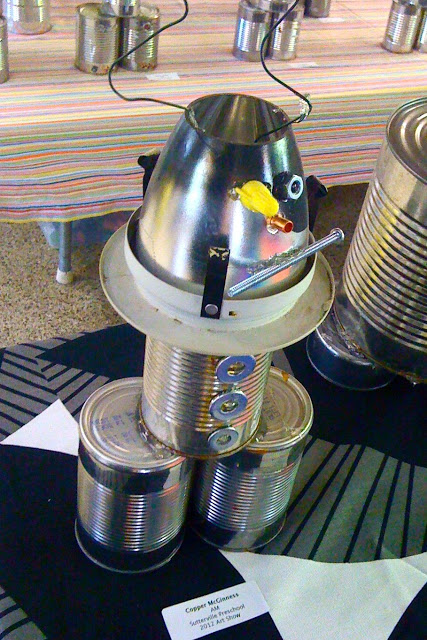 Copper McGinness
AM
Sutterville Preschool
2012 Art Show